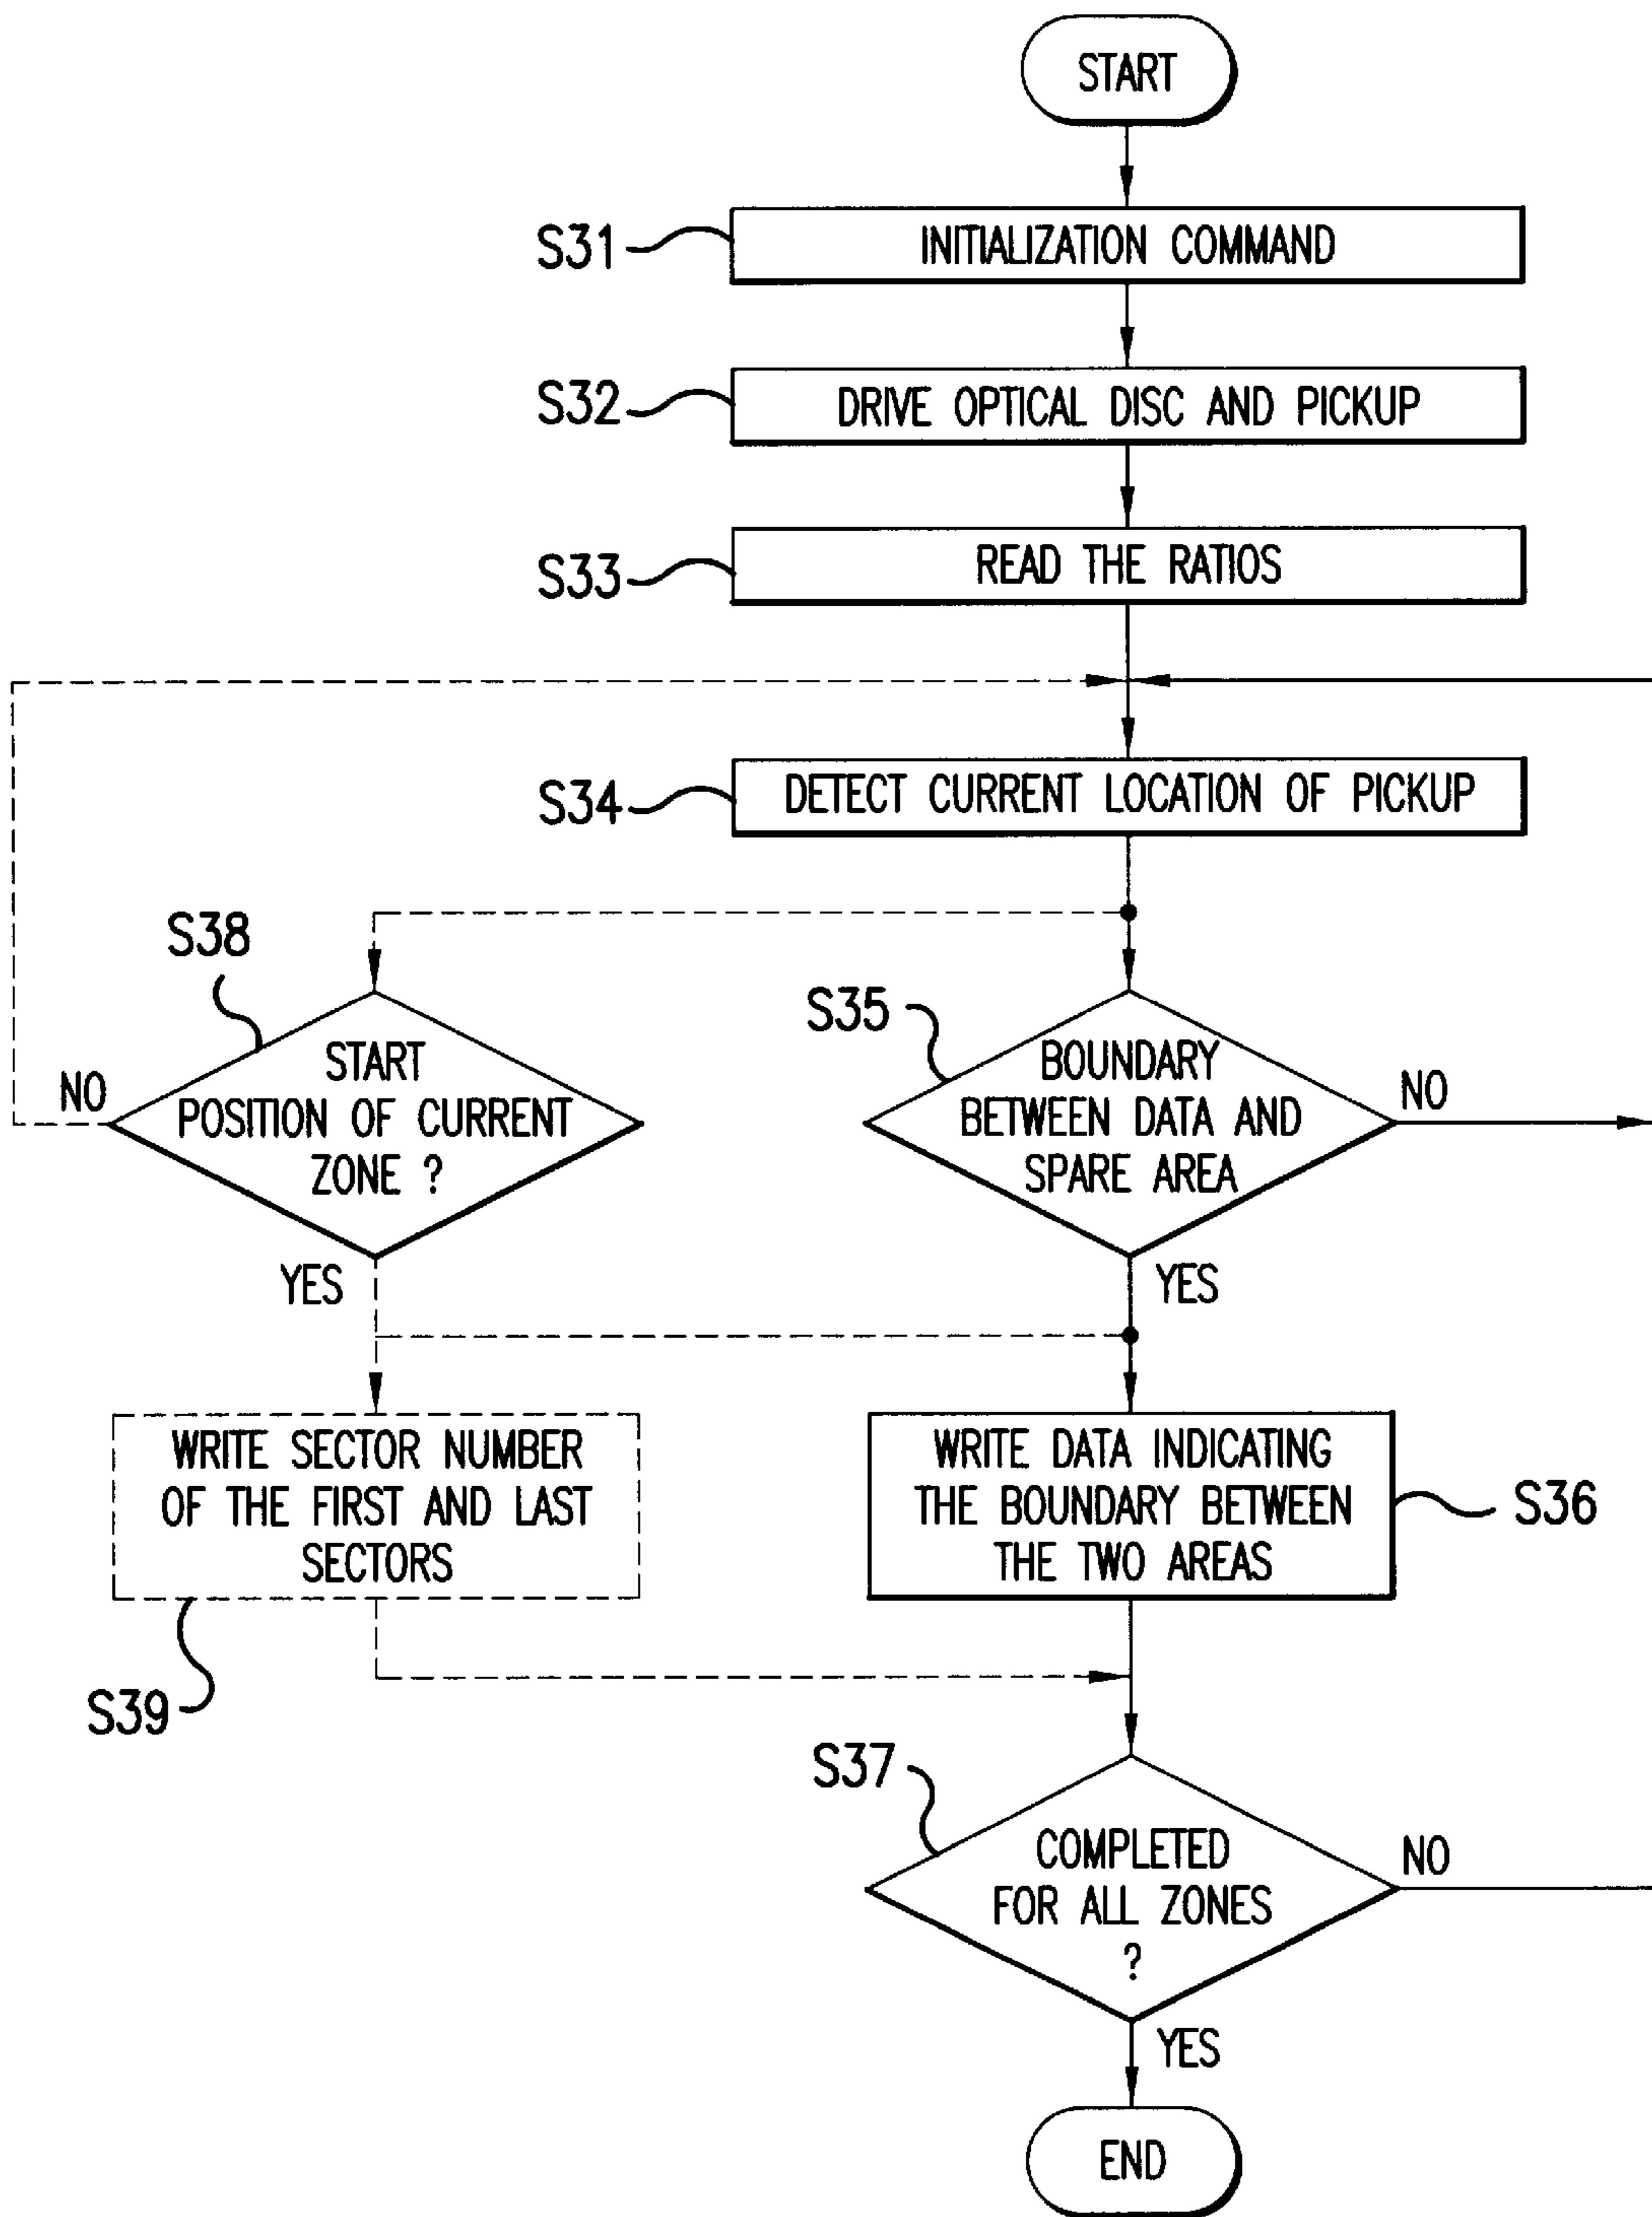 START
S31
INITIALIZATION COMMAND
S32
DRIVE OPTICAL DISC AND PICKUP
S33
READ THE RATIOS
S34
DETECT CURRENT LOCATION OF PICKUP
S38
START
POSITION OF CURRENT
ZONE ?
NO
YES
S35
BOUNDARY
BETWEEN DATA AND
SPARE AREA
NO
YES
WRITE SECTOR NUMBER
OF THE FIRST AND LAST
SECTORS
S39
WRITE DATA INDICATING
THE BOUNDARY BETWEEN
THE TWO AREAS
S36
S37
COMPLETED
FOR ALL ZONES
?
NO
YES
END